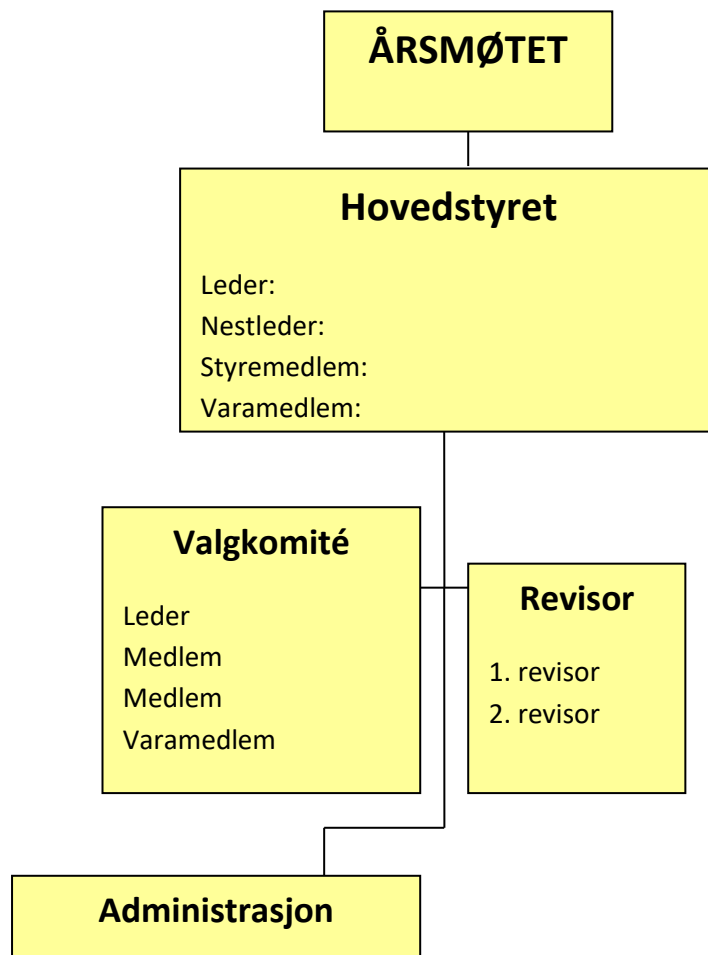 ÅRSMØTET
Hovedstyret
Leder:
Nestleder:
Styremedlem:
Varamedlem:
Valgkomité
Leder
Medlem
Medlem
Varamedlem
Revisor
1. revisor
2. revisor
Administrasjon